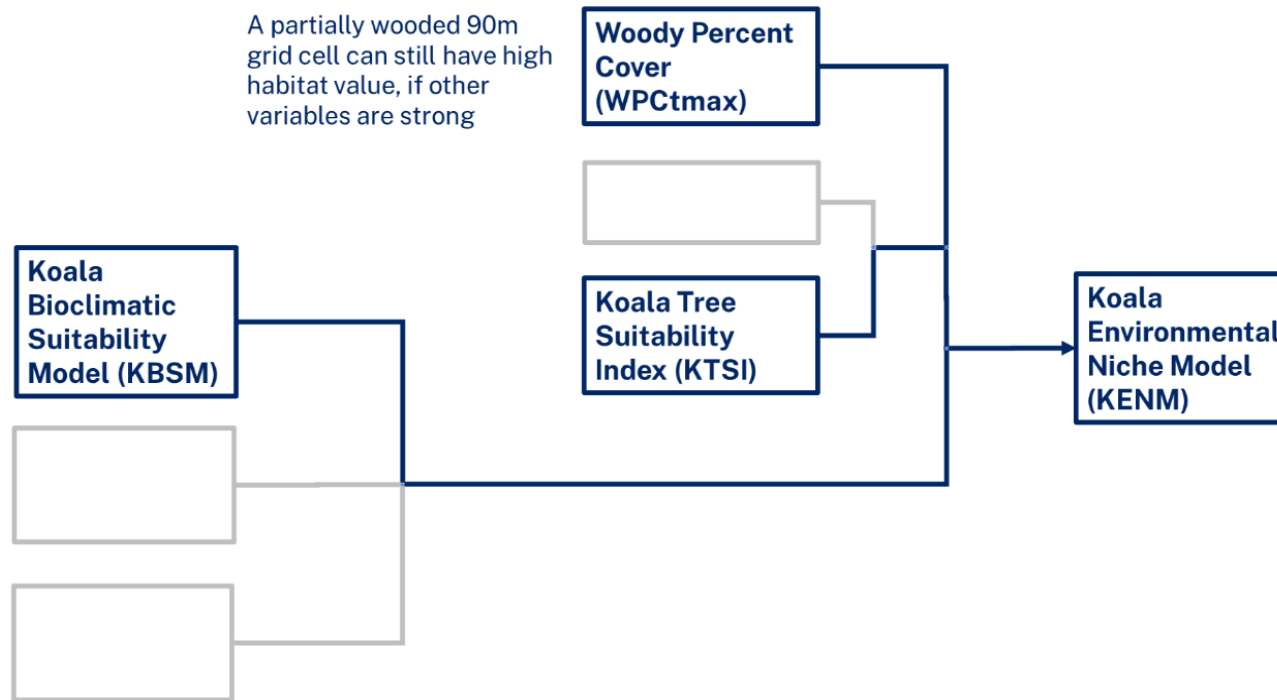 A partially wooded 90m
grid cell can still have high
habitat value, if other
variables are strong
Woody Percent
Cover
(WPCtmax)
Koala
Bioclimatic
Suitability
Model (KBSM)
Koala Tree
Suitability
Index (KTSI)
Koala
Environmental
Niche Model
(KENM)